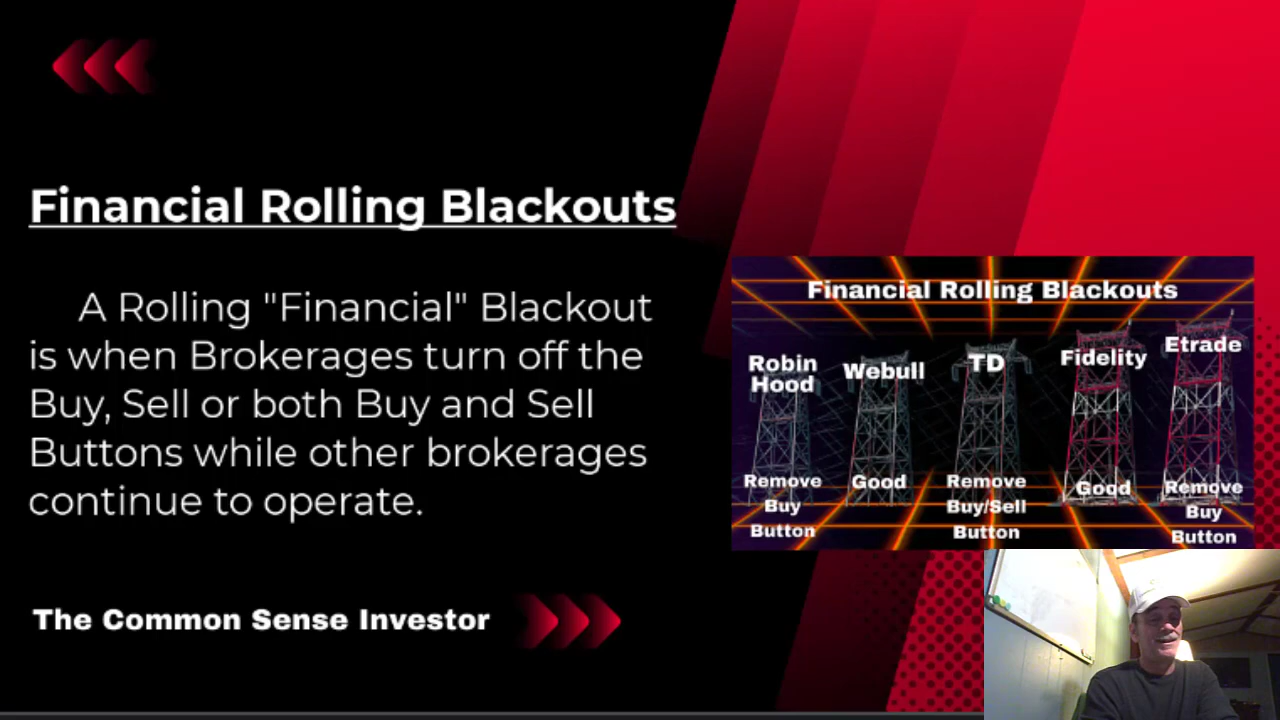 Financial Rolling Blackouts
A Rolling "Financial" Blackout
is when Brokerages turn off the
Buy, Sell or both Buy and Sell
Buttons while other brokerages
continue to operate.
The Common Sense Investor
Financial Rolling Blackouts
Robin
Hood
Webull
TD
Fidelity
Etrade
Remove
Buy
Button
Good
Remove
Buy/Sell
Button
Good
Remove
Buy
Button